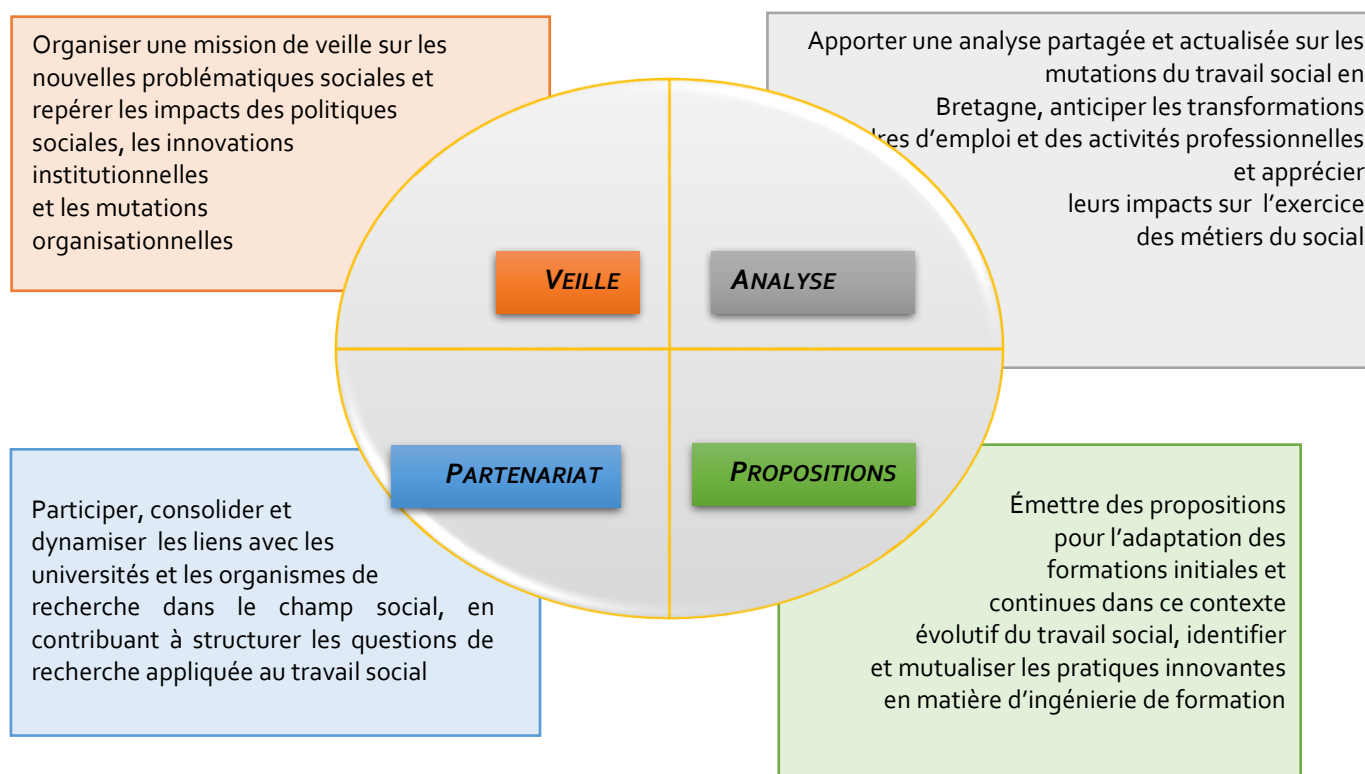 Organiser une mission de veille sur les
nouvelles problématiques sociales et
repérer les impacts des politiques
sociales, les innovations
institutionnelles
et les mutations
organisationnelles
Apporter une analyse partagée et actualisée sur les
mutations du travail social en
Bretagne, anticiper les transformations
d'emploi et des activités professionnelles
et apprécier
leurs impacts sur l'exercice
des métiers du social
VEILLE
ANALYSE
PARTENARIAT
PROPOSITIONS
Participer, consolider et
dynamiser les liens avec les
universités et les organismes de
recherche dans le champ social, en
contribuant à structurer les questions de
recherche appliquée au travail social
Émettre des propositions
pour l'adaptation des
formations initiales et
continues dans ce contexte
évolutif du travail social, identifier
et mutualiser les pratiques innovantes
en matière d'ingénierie de formation